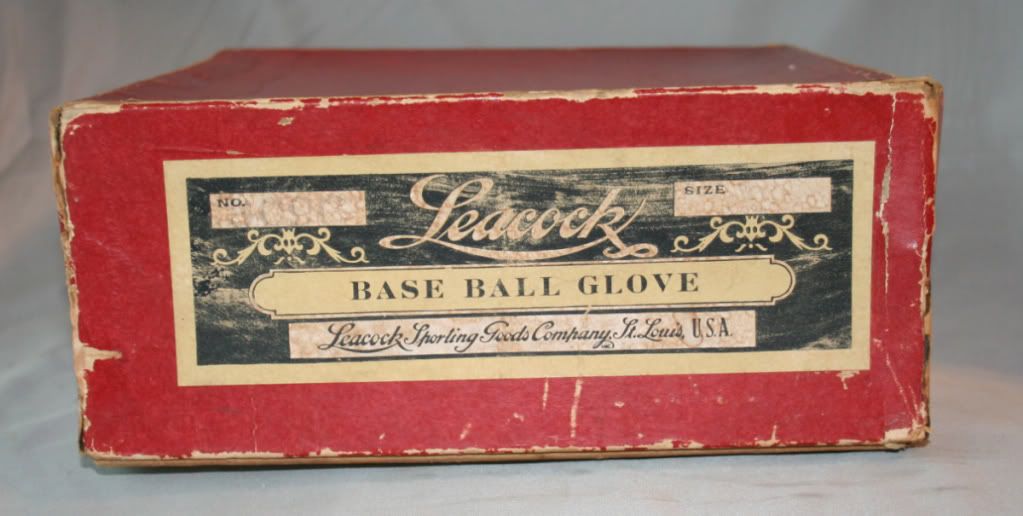 NO.
Leacock
SIZE
BASE BALL GLOVE
Leacock Sporting Goods Company, St. Louis, U.S.A.